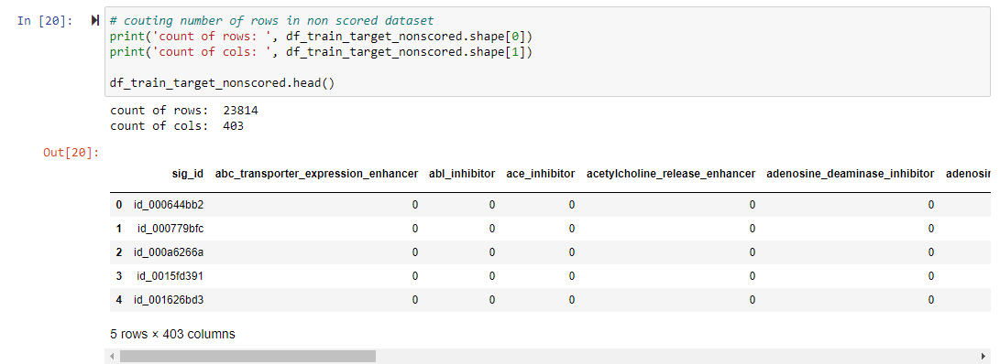 In [20]:
# couting number of rows in non scored dataset
print('count of rows: ', df_train_target_nonscored.shape[0])
print('count of cols: ', df_train_target_nonscored.shape[1])
df_train_target_nonscored.head()
count of rows:  23814
count of cols:  403
Out[20]:
sig_id abc_transporter_expression_enhancer abl_inhibitor ace_inhibitor acetylcholine_release_enhancer adenosine_deaminase_inhibitor adenosin
0 id_000644bb2 0 0 0 0 0
1 id_000779bfc 0 0 0 0 0
2 id_000a6266a 0 0 0 0 0
3 id_0015fd391 0 0 0 0 0
4 id_001626bd3 0 0 0 0 0
5 rows × 403 columns